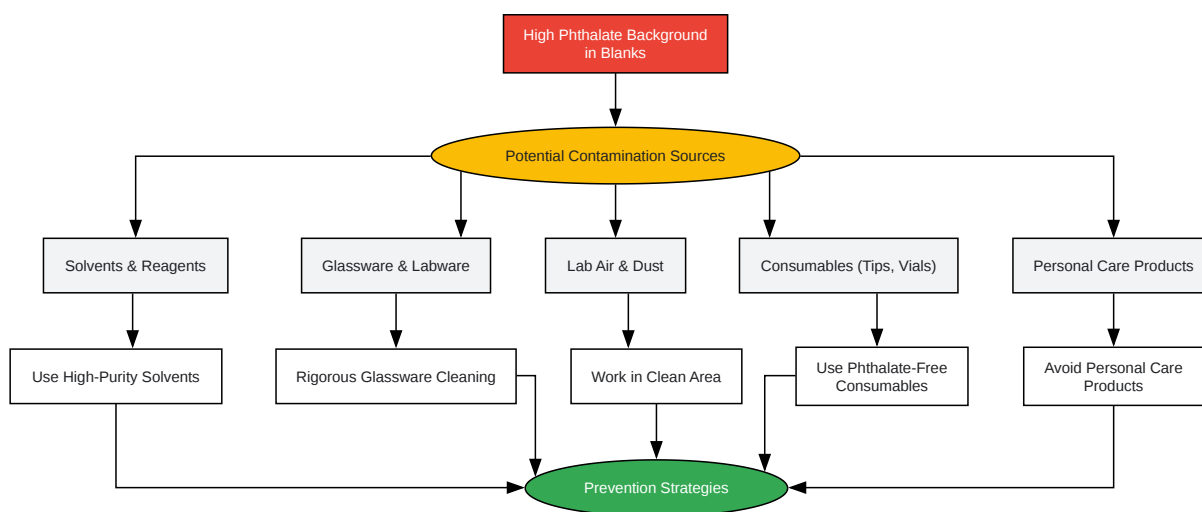 High Phthalate Background
in Blanks
Potential Contamination Sources
Solvents & Reagents
Glassware & Labware
Lab Air & Dust
Consumables (Tips, Vials)
Personal Care Products
Use High-Purity Solvents
Rigorous Glassware Cleaning
Work in Clean Area
Use Phthalate-Free
Consumables
Avoid Personal Care
Products
Prevention Strategies